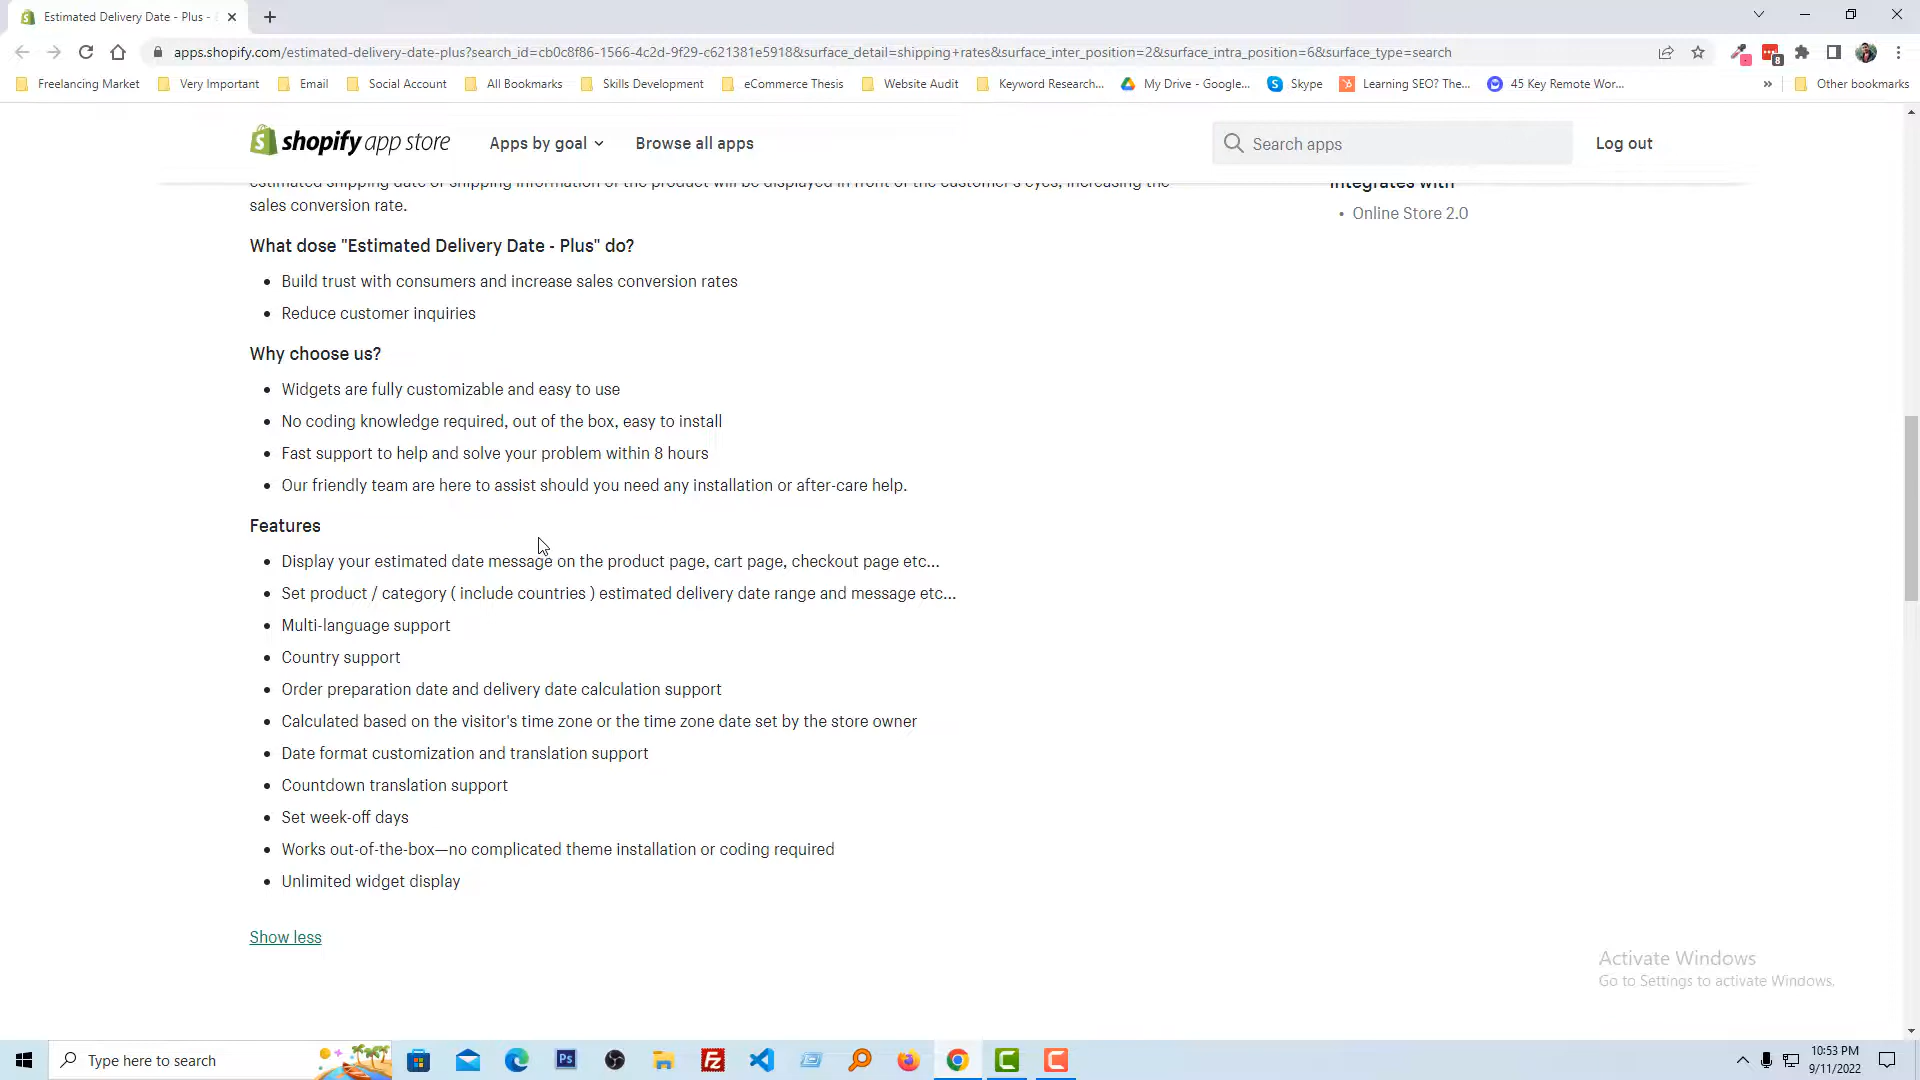 Estimated Delivery Date - Plus -
apps.shopify.com/estimated-delivery-date-plus?search_id=cb0c8f86-1566-4c2d-9f29-c621381e5918&surface_detail=shipping+rates&surface_inter_position=2&surface_intra_position=6&surface_type=search
8
Freelancing Market Very Important Email Social Account All Bookmarks Skills Development eCommerce Thesis Website Audit Keyword Research... My Drive - Google... Skype Learning SEO? The... 45 Key Remote Wor... » Other bookmarks
shopify app store Apps by goal Browse all apps Search apps Log out
estimated shipping date or shipping information of the product will be displayed in front of the customer's eyes, increasing the
sales conversion rate.
Integrates with
• Online Store 2.0
What dose "Estimated Delivery Date - Plus" do?
• Build trust with consumers and increase sales conversion rates
• Reduce customer inquiries
Why choose us?
• Widgets are fully customizable and easy to use
• No coding knowledge required, out of the box, easy to install
• Fast support to help and solve your problem within 8 hours
• Our friendly team are here to assist should you need any installation or after-care help.
Features
• Display your estimated date message on the product page, cart page, checkout page etc...
• Set product / category ( include countries ) estimated delivery date range and message etc...
• Multi-language support
• Country support
• Order preparation date and delivery date calculation support
• Calculated based on the visitor's time zone or the time zone date set by the store owner
• Date format customization and translation support
• Countdown translation support
• Set week-off days
• Works out-of-the-box—no complicated theme installation or coding required
• Unlimited widget display
Show less
Activate Windows
Go to Settings to activate Windows.
Type here to search
Ps
10:53 PM
9/11/2022